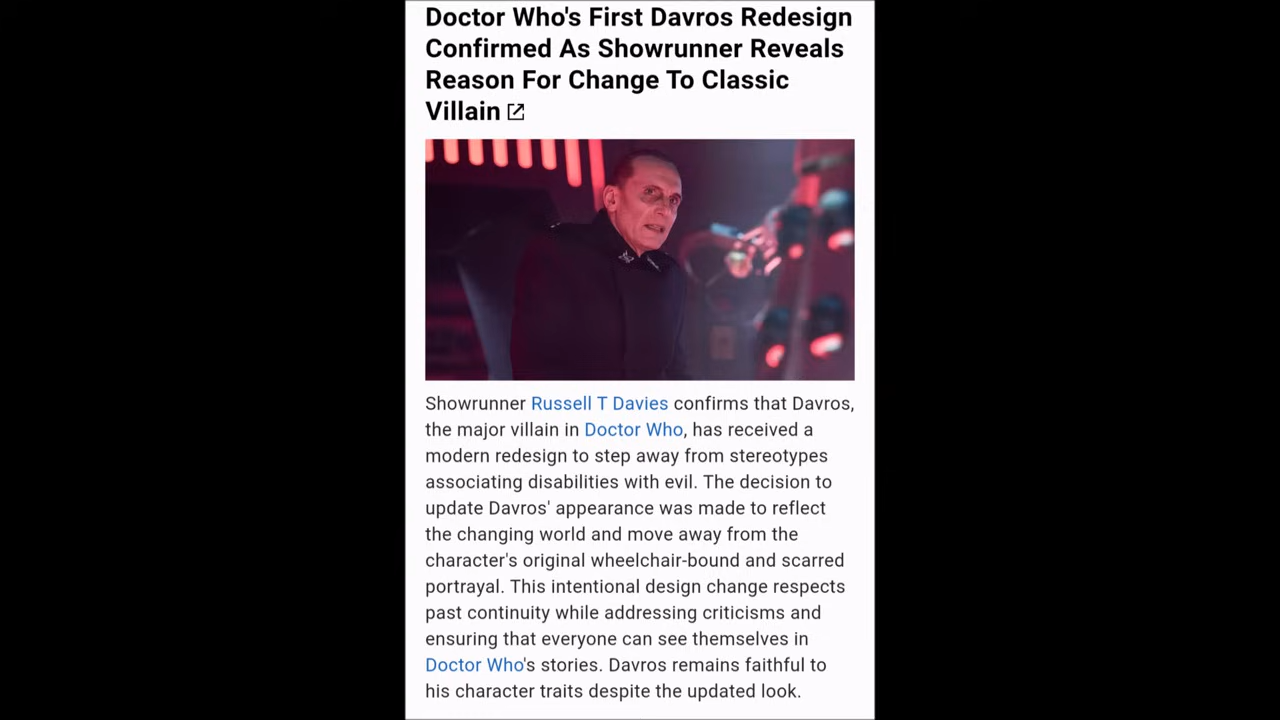 Doctor Who's First Davros Redesign
Confirmed As Showrunner Reveals
Reason For Change To Classic
Villain
Showrunner Russell T Davies confirms that Davros,
the major villain in Doctor Who, has received a
modern redesign to step away from stereotypes
associating disabilities with evil. The decision to
update Davros' appearance was made to reflect
the changing world and move away from the
character's original wheelchair-bound and scarred
portrayal. This intentional design change respects
past continuity while addressing criticisms and
ensuring that everyone can see themselves in
Doctor Who's stories. Davros remains faithful to
his character traits despite the updated look.